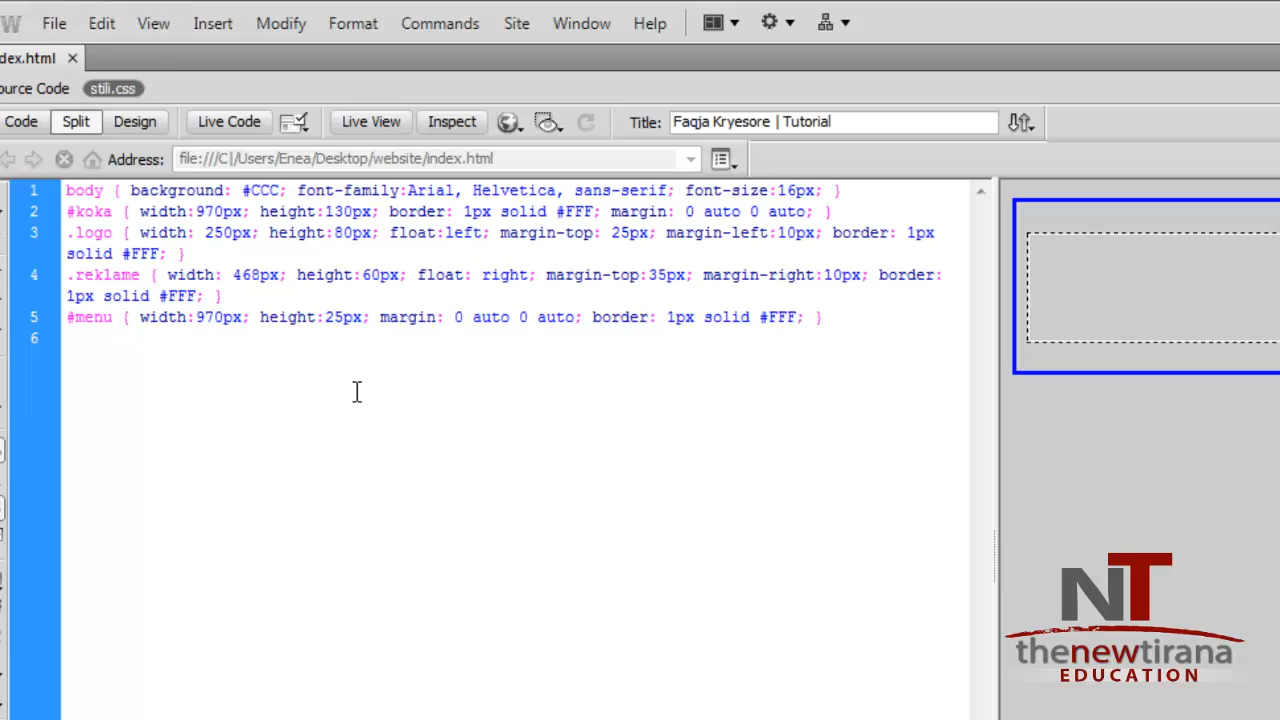 W File Edit View Insert Modify Format Commands Site Window Help
dex.html
ource Code stili.css
Code Split Design Live Code Live View Inspect Title: Faqja Kryesore | Tutorial
Address: file:///C|/Users/Enea/Desktop/website/index.html
1 body { background: #CCC; font-family:Arial, Helvetica, sans-serif; font-size:16px; }
2 #koka { width:970px; height:130px; border: 1px solid #FFF; margin: 0 auto 0 auto; }
3 .logo { width: 250px; height:80px; float:left; margin-top: 25px; margin-left:10px; border: 1px
solid #FFF; }
4 .reklame { width: 468px; height:60px; float: right; margin-top:35px; margin-right:10px; border:
1px solid #FFF; }
5 #menu { width:970px; height:25px; margin: 0 auto 0 auto; border: 1px solid #FFF; }
6
NT
thenewtirana
EDUCATION